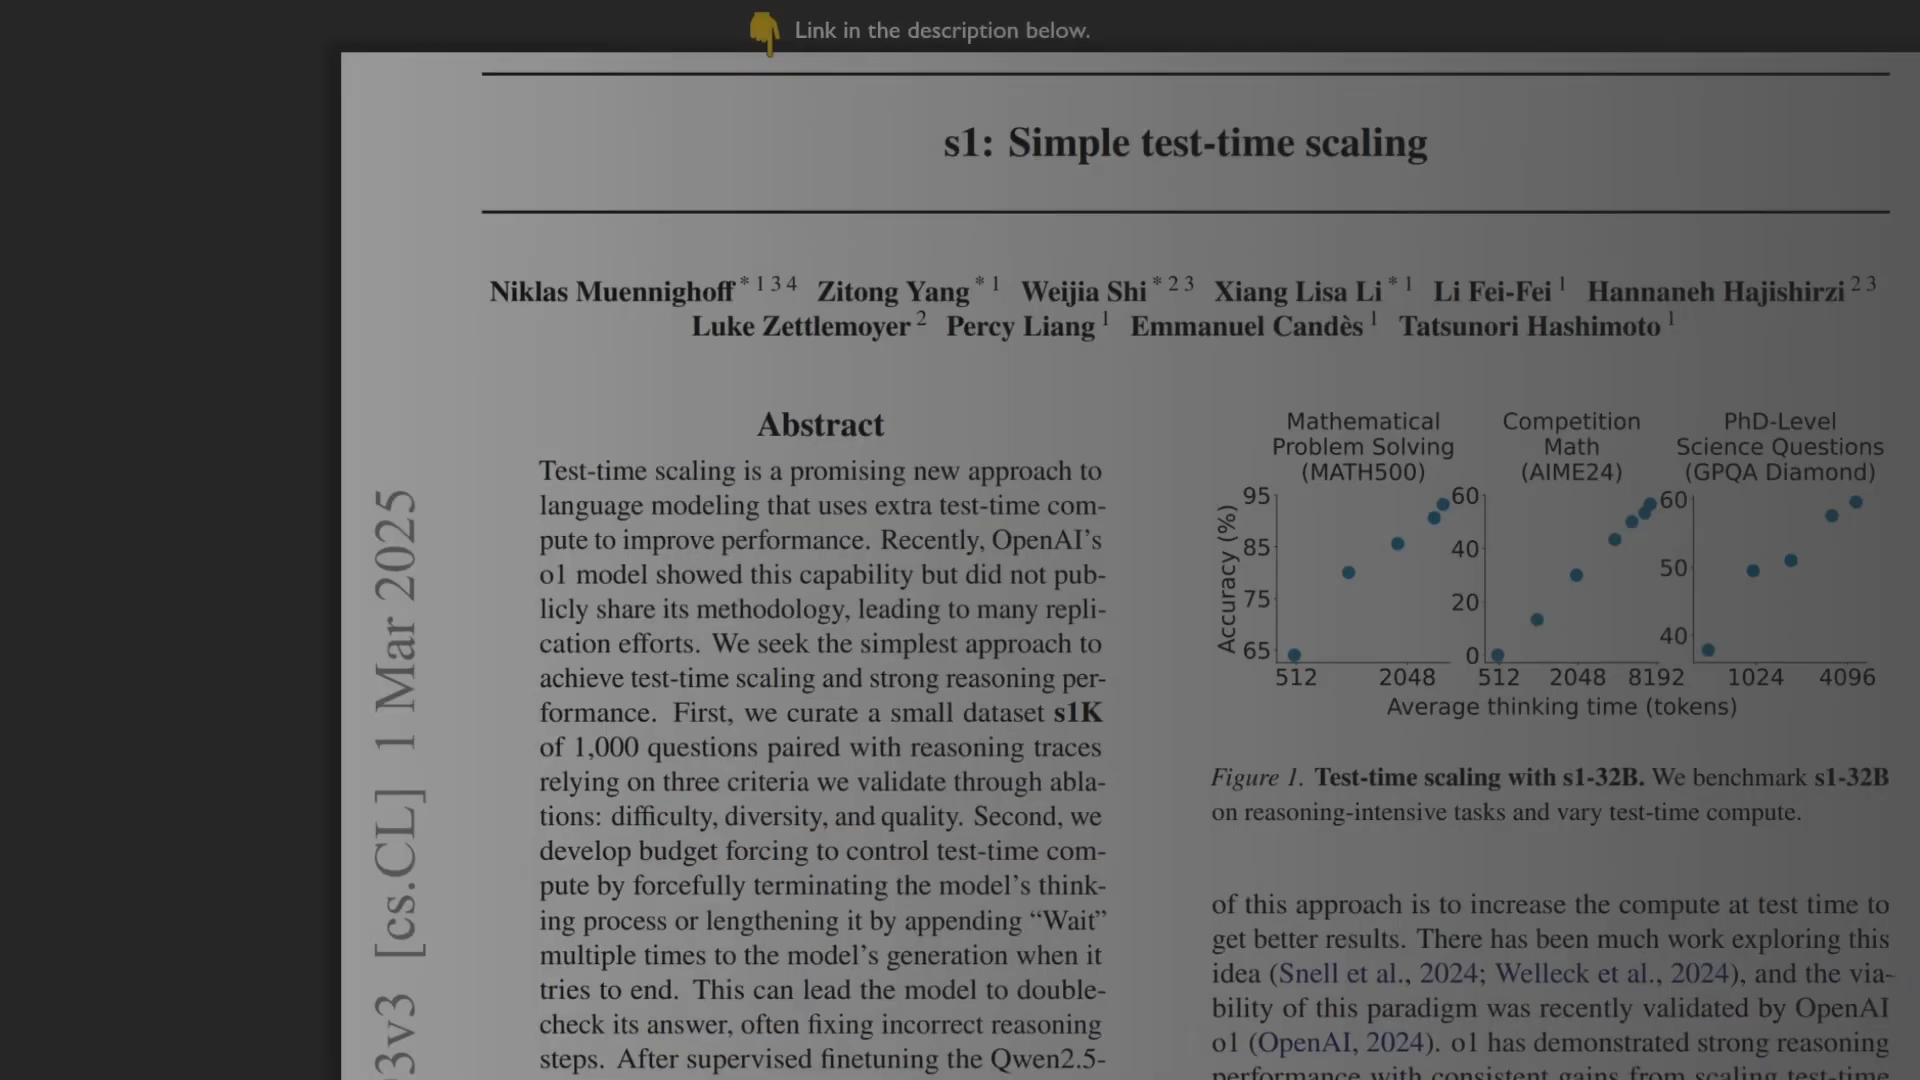 Link in the description below.
s1: Simple test-time scaling
Niklas Muennighoff * 1 3 4 Zitong Yang * 1 Weijia Shi * 2 3 Xiang Lisa Li * 1 Li Fei-Fei 1 Hannaneh Hajishirzi 2 3
Luke Zettlemoyer 2 Percy Liang 1 Emmanuel Candès 1 Tatsunori Hashimoto 1
3v3 [cs.CL] 1 Mar 2025
Abstract
Test-time scaling is a promising new approach to
language modeling that uses extra test-time com-
pute to improve performance. Recently, OpenAI’s
o1 model showed this capability but did not pub-
licly share its methodology, leading to many repli-
cation efforts. We seek the simplest approach to
achieve test-time scaling and strong reasoning per-
formance. First, we curate a small dataset s1K
of 1,000 questions paired with reasoning traces
relying on three criteria we validate through abla-
tions: difficulty, diversity, and quality. Second, we
develop budget forcing to control test-time com-
pute by forcefully terminating the model’s think-
ing process or lengthening it by appending “Wait”
multiple times to the model’s generation when it
tries to end. This can lead the model to double-
check its answer, often fixing incorrect reasoning
steps. After supervised finetuning the Qwen2.5-
Mathematical
Problem Solving
(MATH500)
Competition
Math
(AIME24)
PhD-Level
Science Questions
(GPQA Diamond)
Accuracy (%)
95
85
75
65
512 2048
60
40
20
0
512 2048 8192
60
50
40
1024 4096
Average thinking time (tokens)
Figure 1. Test-time scaling with s1-32B. We benchmark s1-32B
on reasoning-intensive tasks and vary test-time compute.
of this approach is to increase the compute at test time to
get better results. There has been much work exploring this
idea (Snell et al., 2024; Welleck et al., 2024), and the via-
bility of this paradigm was recently validated by OpenAI
o1 (OpenAI, 2024). o1 has demonstrated strong reasoning
performance with consistent gains from scaling test-time